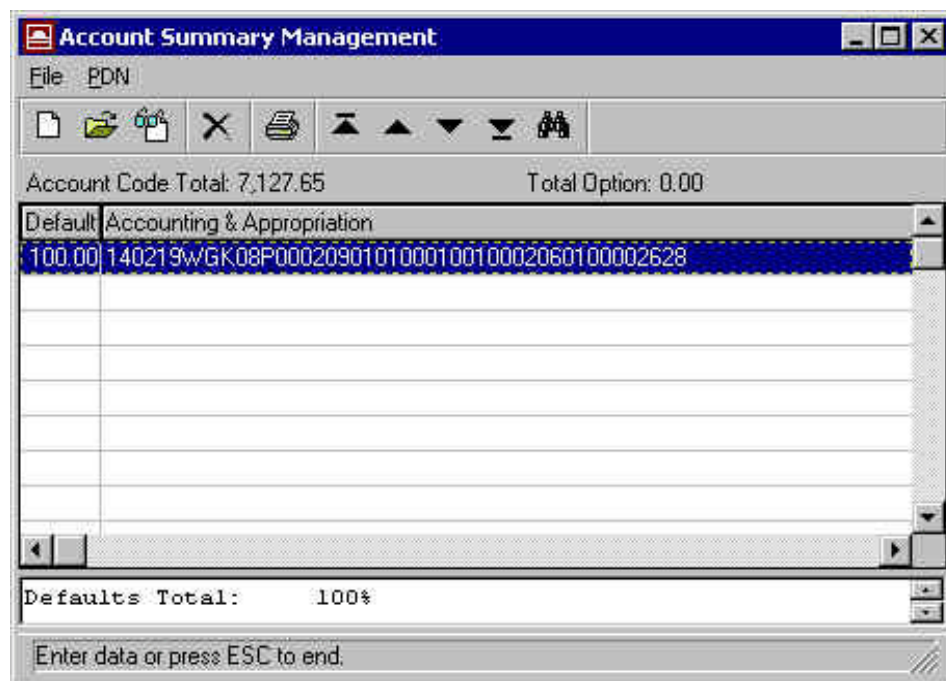 Account Summary Management
File PDN
Account Code Total: 7,127.65 Total Option: 0.00
Default Accounting & Appropriation
100.00 140219WGK08P000209010100010010002060100002628
Defaults Total: 100%
Enter data or press ESC to end.